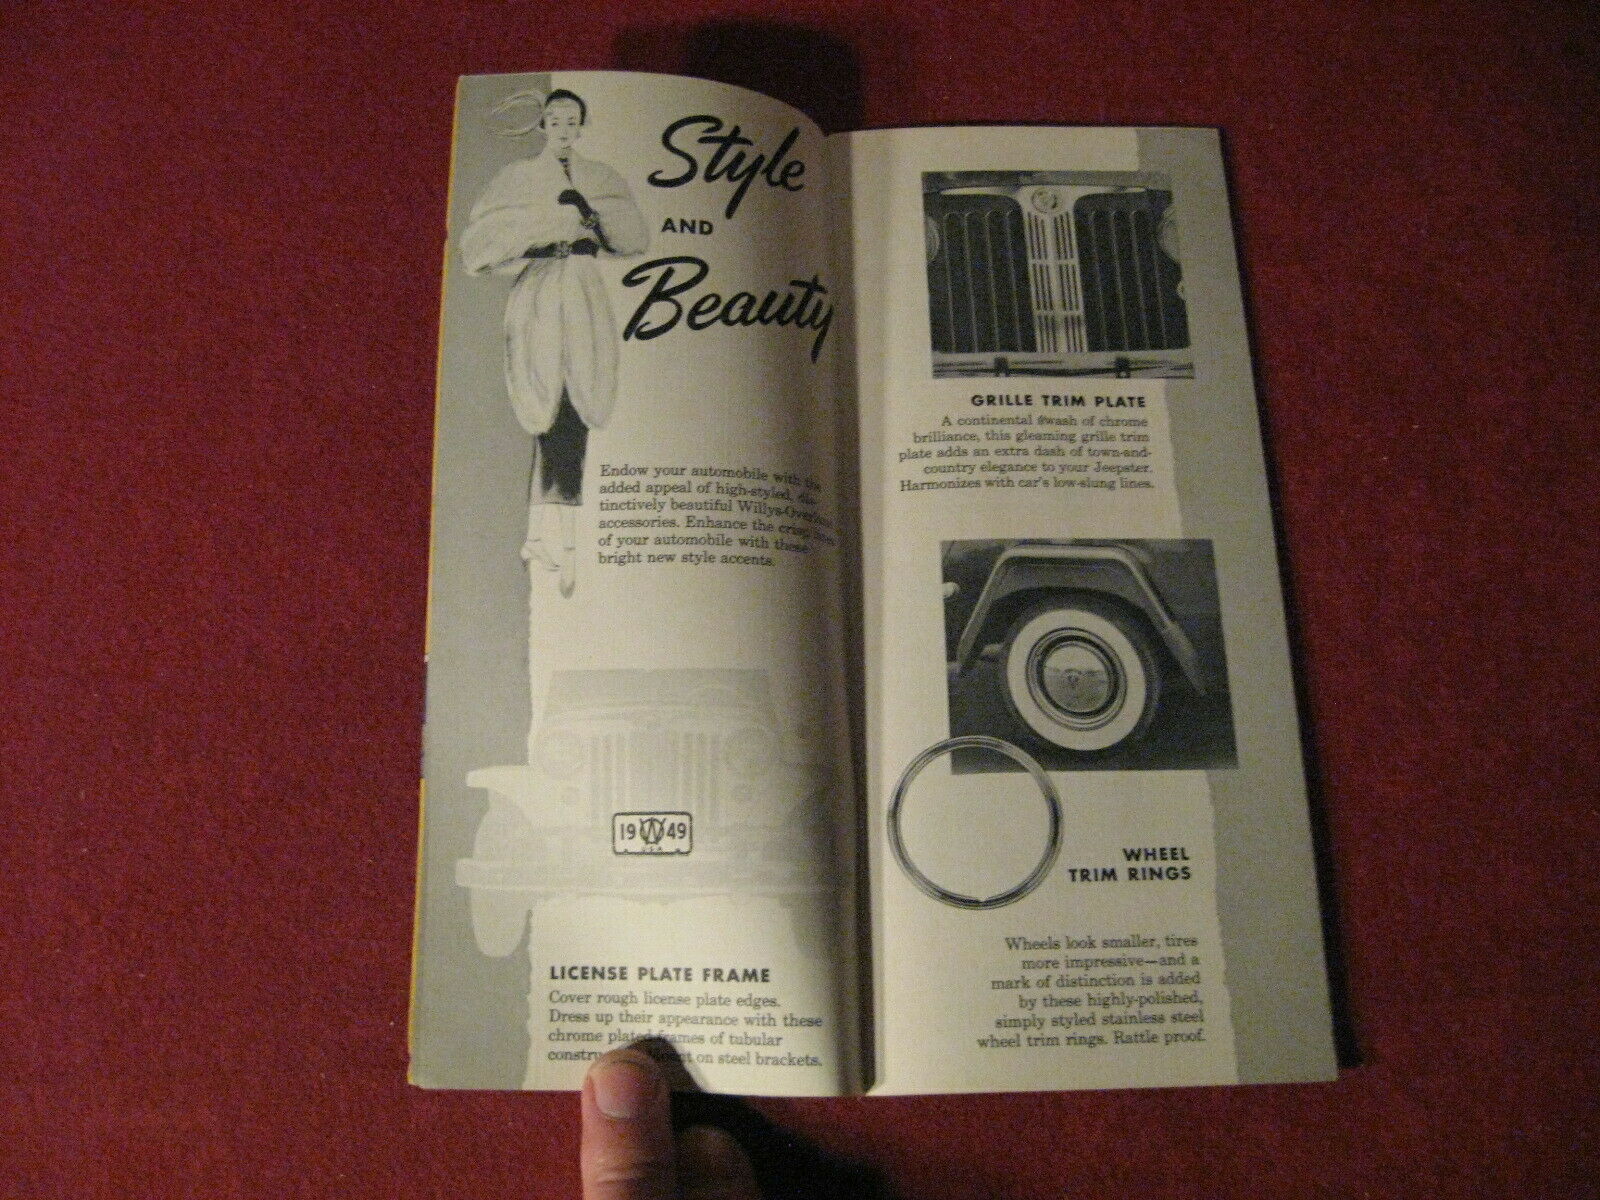 Style
AND
Beauty
Endow your automobile with the
added appeal of high-styled, dis-
tinctively beautiful Willys-Overland
accessories. Enhance the crisp lines
of your automobile with these
bright new style accents.
19 W 49
U.S.A.
LICENSE PLATE FRAME
Cover rough license plate edges.
Dress up their appearance with these
chrome plated frames of tubular
on steel brackets.
GRILLE TRIM PLATE
A continental swash of chrome
brilliance, this gleaming grille trim
plate adds an extra dash of town-and-
country elegance to your Jeepster.
Harmonizes with car's low-slung lines.
WHEEL
TRIM RINGS
Wheels look smaller, tires
more impressive—and a
mark of distinction is added
by these highly-polished,
simply styled stainless steel
wheel trim rings. Rattle proof.